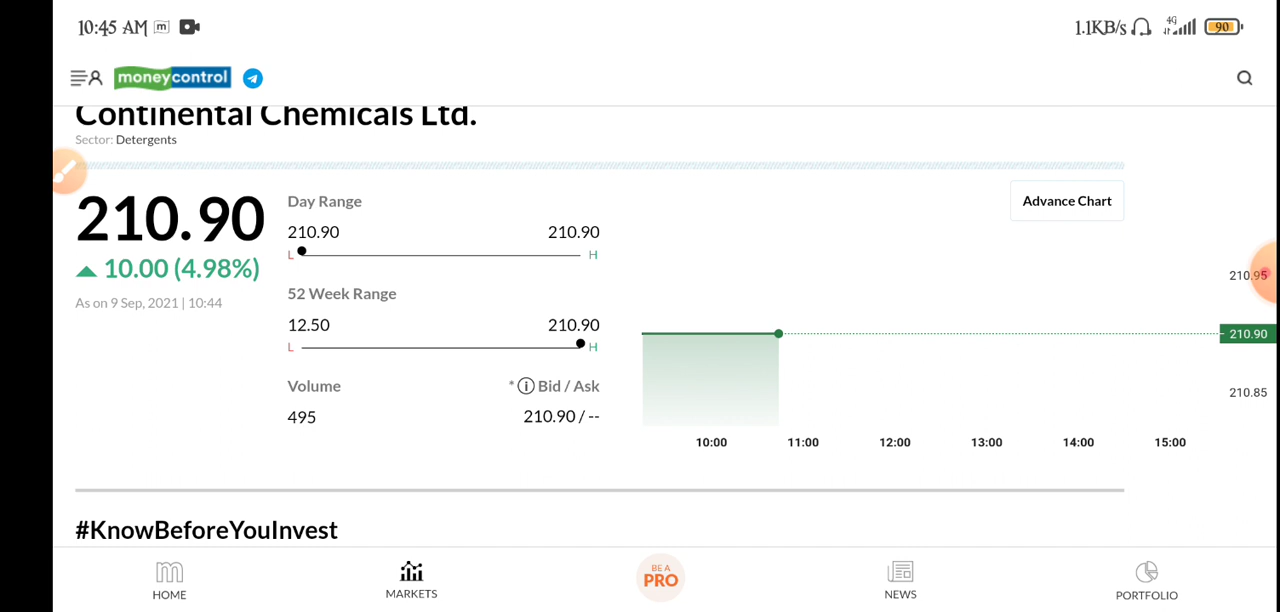 10:45 AM m
1.1KB/s 4G 90
moneycontrol
Continental Chemicals Ltd.
Sector: Detergents
210.90
10.00 (4.98%)
As on 9 Sep, 2021 | 10:44
Day Range
210.90 210.90
L H
52 Week Range
12.50 210.90
L H
Volume * i Bid / Ask
495 210.90 / --
Advance Chart
210.95
210.90
210.85
10:00 11:00 12:00 13:00 14:00 15:00
#KnowBeforeYouInvest
HOME
MARKETS
BE A
PRO
NEWS
PORTFOLIO